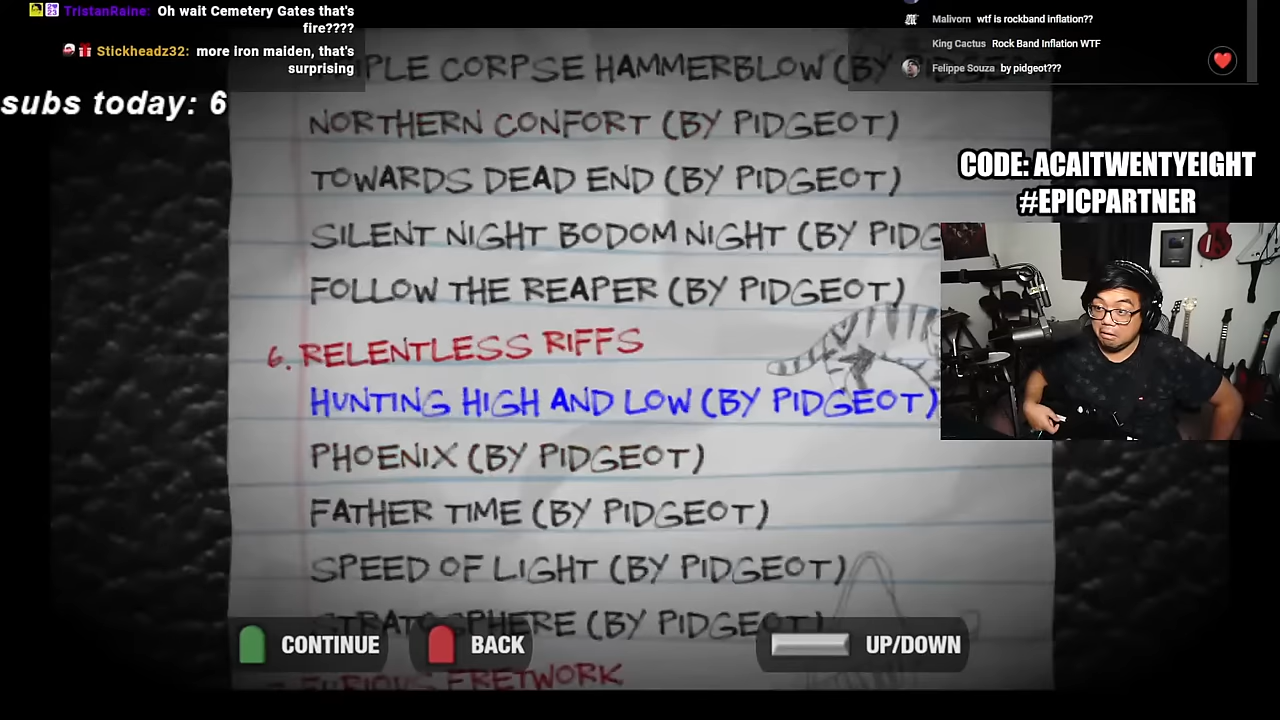 TristanRaine: Oh wait Cemetery Gates that's
fire????
Stickheadz32: more iron maiden, that's
surprising
subs today: 6
Malivorn wtf is rockband inflation??
King Cactus Rock Band Inflation WTF
Felippe Souza by pidgeot???
CODE: ACAITWENTYEIGHT
#EPICPARTNER
CORPSE HAMMERBLOW (BY
NORTHERN CONFORT (BY PIDGEOT)
TOWARDS DEAD END (BY PIDGEOT)
SILENT NIGHT BODOM NIGHT (BY PIDG
FOLLOW THE REAPER (BY PIDGEOT)
6. RELENTLESS RIFFS
HUNTING HIGH AND LOW (BY PIDGEOT)
PHOENIX (BY PIDGEOT)
FATHER TIME (BY PIDGEOT)
SPEED OF LIGHT (BY PIDGEOT)
STRATOSPHERE (BY PIDGEOT)
FURIOUS FRETWORK
CONTINUE
BACK
UP/DOWN